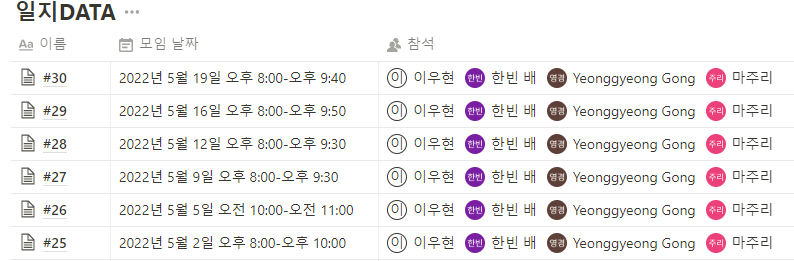 일지DATA
Aa 이름 모임 날짜 참석
#30 2022년 5월 19일 오후 8:00-오후 9:40 이 이우현 한빈 한빈 배 영경 Yeonggyeong Gong 주리 마주리
#29 2022년 5월 16일 오후 8:00-오후 9:50 이 이우현 한빈 한빈 배 영경 Yeonggyeong Gong 주리 마주리
#28 2022년 5월 12일 오후 8:00-오후 9:30 이 이우현 한빈 한빈 배 영경 Yeonggyeong Gong 주리 마주리
#27 2022년 5월 9일 오후 8:00-오후 9:30 이 이우현 한빈 한빈 배 영경 Yeonggyeong Gong 주리 마주리
#26 2022년 5월 5일 오전 10:00-오전 11:00 이 이우현 한빈 한빈 배 영경 Yeonggyeong Gong 주리 마주리
#25 2022년 5월 2일 오후 8:00-오후 10:00 이 이우현 한빈 한빈 배 영경 Yeonggyeong Gong 주리 마주리